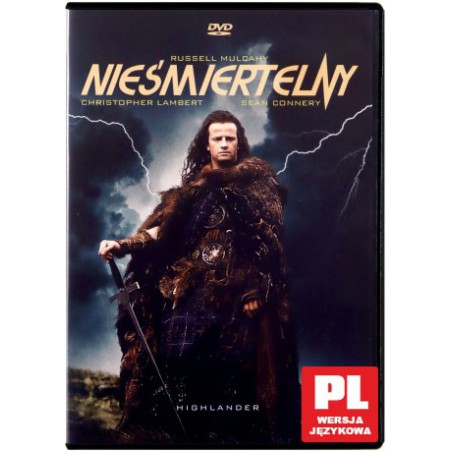 DVD
RUSSELL MULCAHY
NIEŚMIERTELNY
CHRISTOPHER LAMBERT SEAN CONNERY
HIGHLANDER
PL
WERSJA
JĘZYKOWA